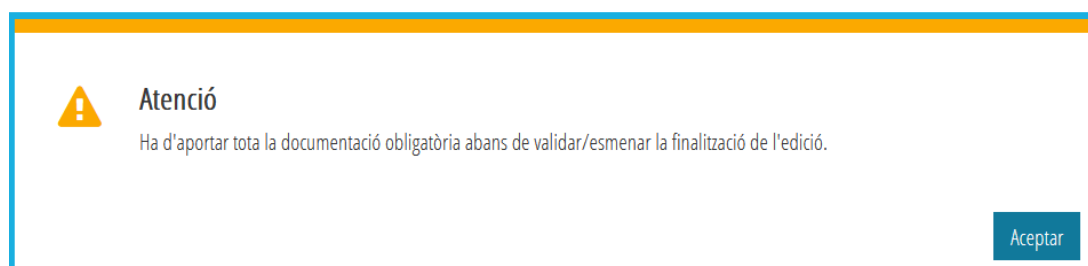 Atenció
Ha d'aportar tota la documentació obligatòria abans de validar/esmenar la finalització de l'edició.
Aceptar